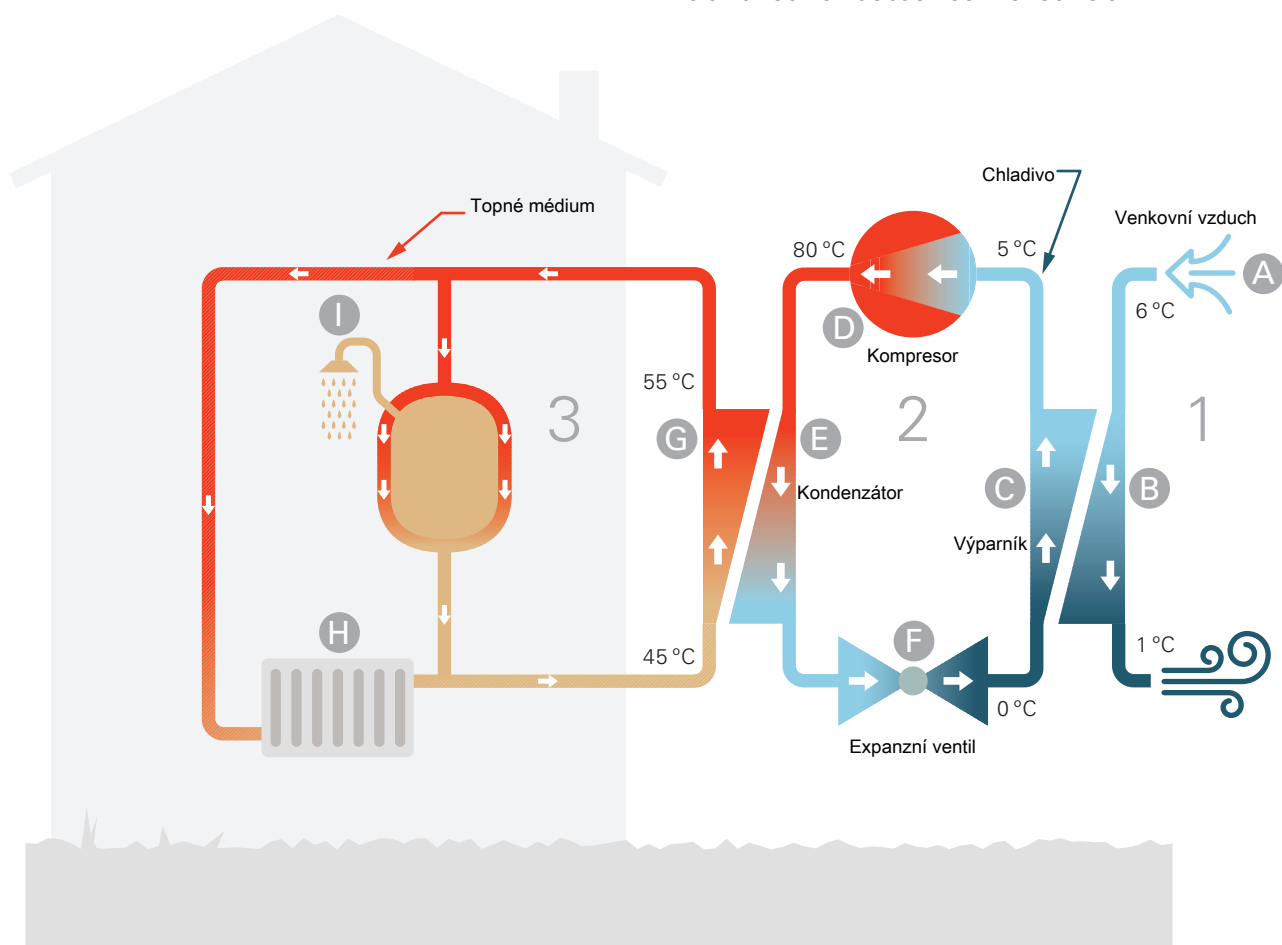 Chladivo
Topné médium
Venkovní vzduch
80 °C
5 °C
A
6 °C
I
D
Kompresor
55 °C
3
2
1
G
E
Kondenzátor
C
B
Výparník
H
F
45 °C
1 °C
0 °C
Expanzní ventil